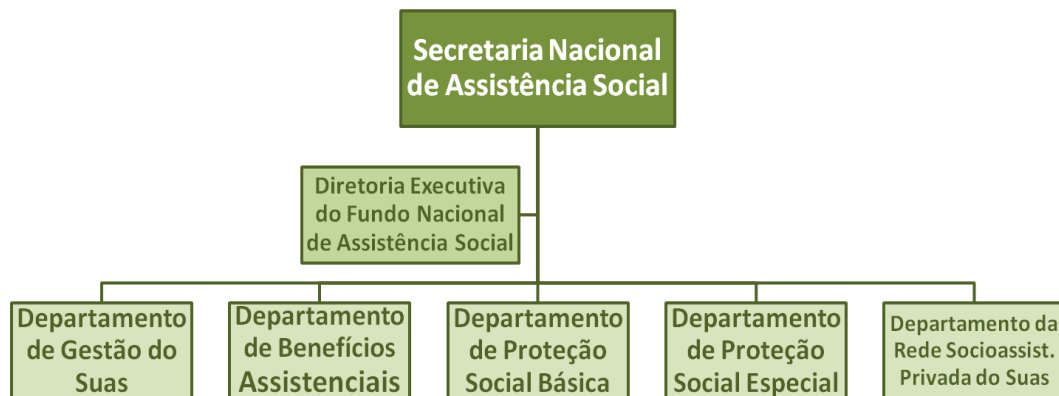 Secretaria Nacional
de Assistência Social
Diretoria Executiva
do Fundo Nacional
de Assistência Social
Departamento
de Gestão do
Suas
Departamento
de Benefícios
Assistenciais
Departamento
de Proteção
Social Básica
Departamento
de Proteção
Social Especial
Departamento da
Rede Socioassist.
Privada do Suas